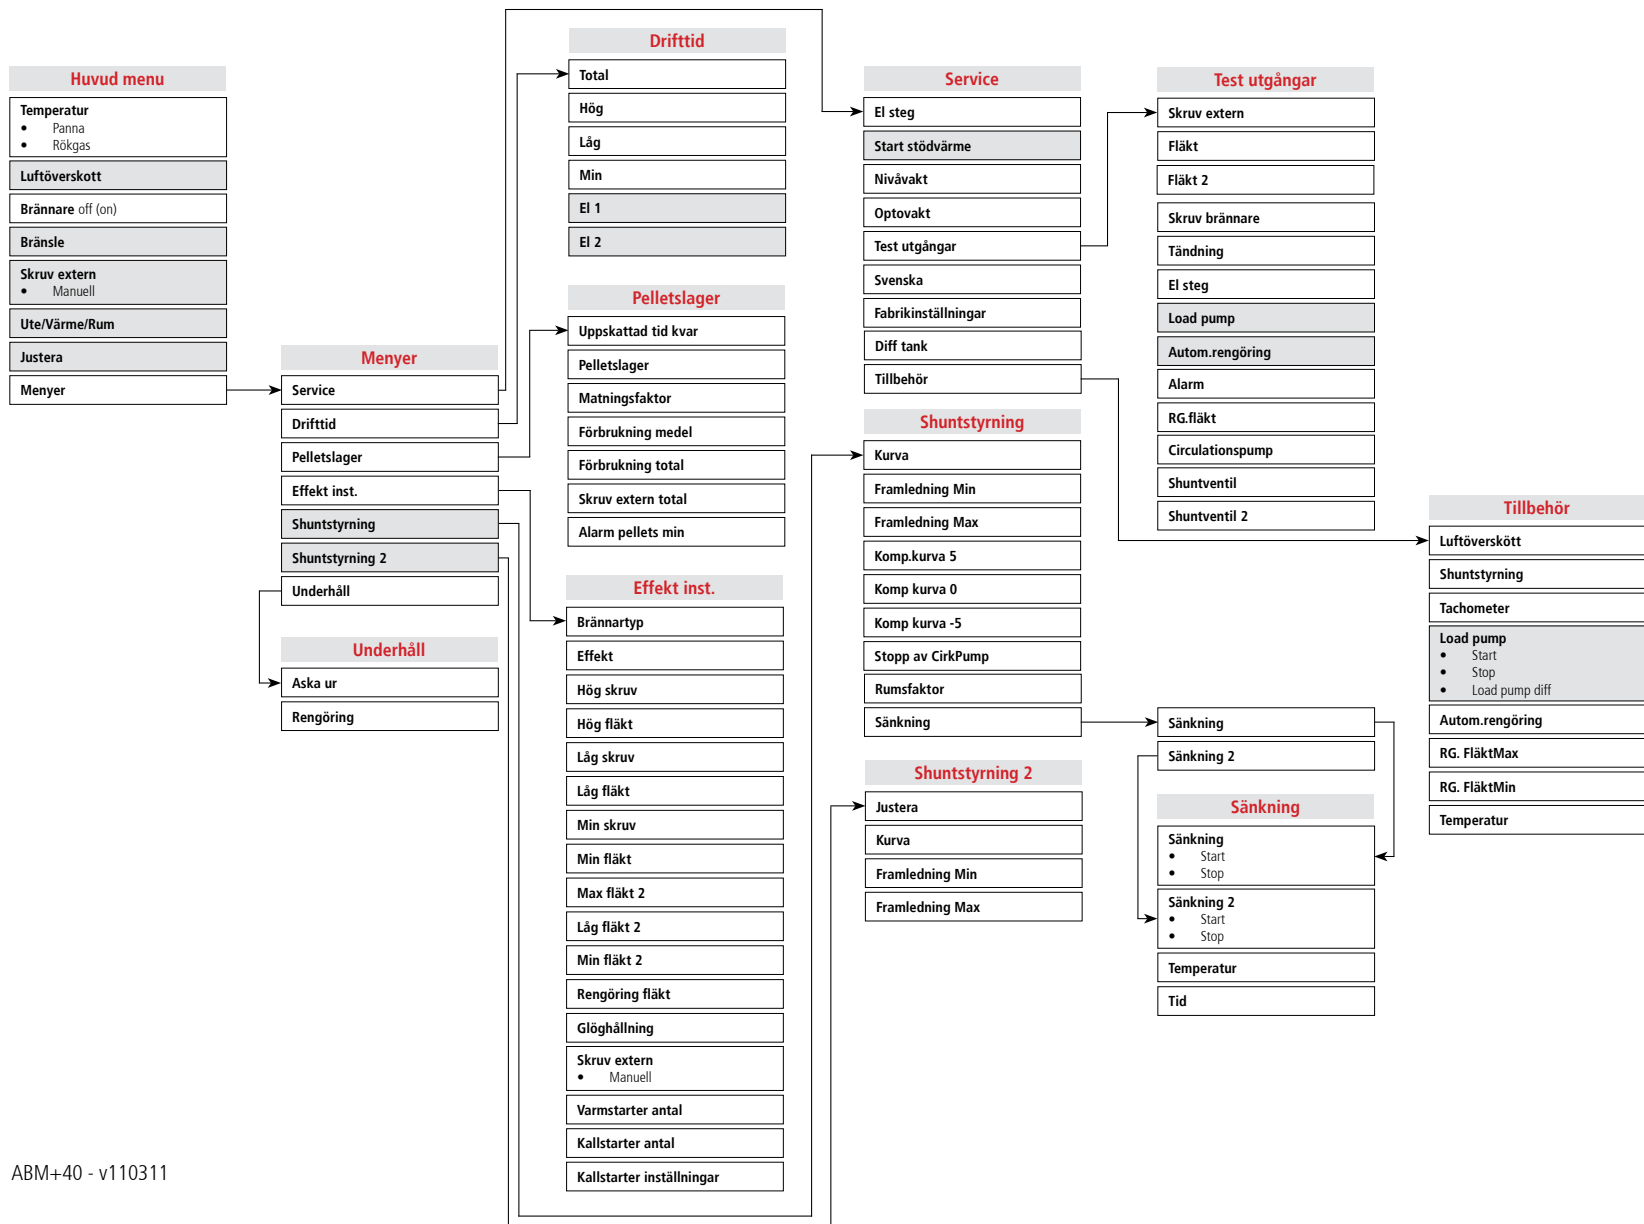 Huvud menu
Temperatur
• Panna
• Rökgas
Luftöverskott
Brännare off (on)
Bränsle
Skruv extern
• Manuell
Ute/Värme/Rum
Justera
Menyer
Menyer
Service
Drifttid
Pelletslager
Effekt inst.
Shuntstyrning
Shuntstyrning 2
Underhåll
Underhåll
Aska ur
Rengöring
Drifttid
Total
Hög
Låg
Min
El 1
El 2
Pelletslager
Uppskattad tid kvar
Pelletslager
Matningsfaktor
Förbrukning medel
Förbrukning total
Skruv extern total
Alarm pellets min
Effekt inst.
Brännartyp
Effekt
Hög skruv
Hög fläkt
Låg skruv
Låg fläkt
Min skruv
Min fläkt
Max fläkt 2
Låg fläkt 2
Min fläkt 2
Rengöring fläkt
Glöghållning
Skruv extern
• Manuell
Varmstarter antal
Kallstarter antal
Kallstarter inställningar
Service
El steg
Start stödvärme
Nivåvakt
Optovakt
Test utgångar
Svenska
Fabrikinställningar
Diff tank
Tillbehör
Shuntstyrning
Kurva
Framledning Min
Framledning Max
Komp.kurva 5
Komp kurva 0
Komp kurva -5
Stopp av CirkPump
Rumsfaktor
Sänkning
Shuntstyrning 2
Justera
Kurva
Framledning Min
Framledning Max
Test utgångar
Skruv extern
Fläkt
Fläkt 2
Skruv brännare
Tändning
El steg
Load pump
Autom.rengöring
Alarm
RG.fläkt
Circulationspump
Shuntventil
Shuntventil 2
Sänkning
Sänkning 2
Sänkning
Sänkning
• Start
• Stop
Sänkning 2
• Start
• Stop
Temperatur
Tid
Tillbehör
Luftöverskött
Shuntstyrning
Tachometer
Load pump
• Start
• Stop
• Load pump diff
Autom.rengöring
RG. FläktMax
RG. FläktMin
Temperatur
ABM+40 - v110311